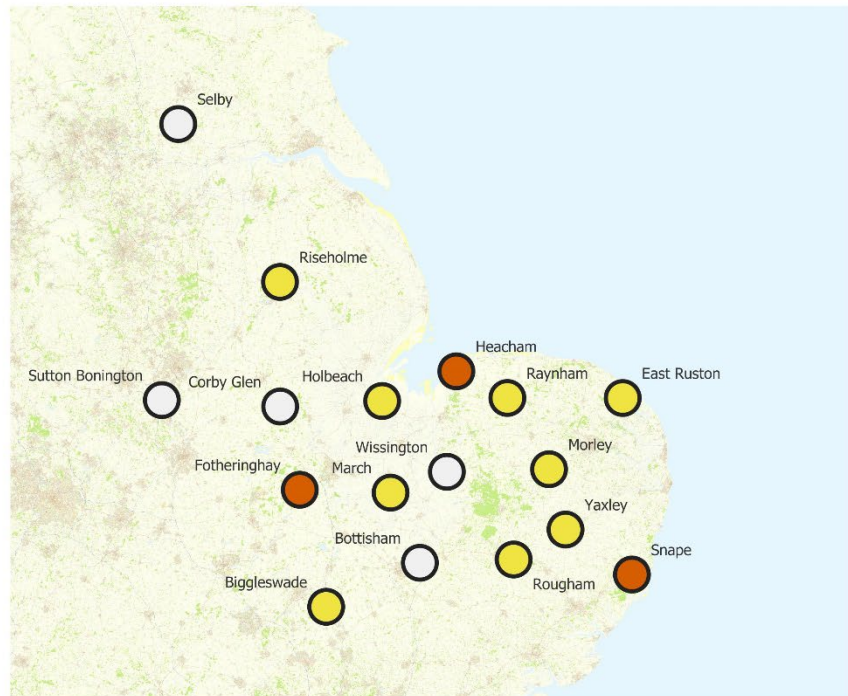 Selby
Riseholme
Heacham
Sutton Bonington
Corby Glen
Holbeach
Raynham
East Ruston
Wissington
Morley
Fotheringhay
March
Yaxley
Bottisham
Snape
Biggleswade
Rougham